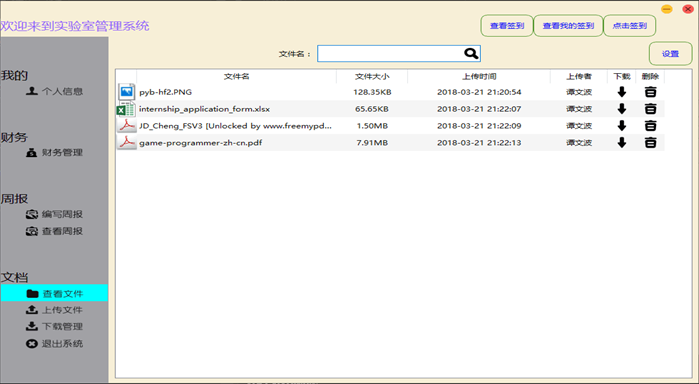 欢迎来到实验室管理系统
查看签到 查看我的签到 点击签到
文件名： 设置
我的
个人信息
财务
财务管理
周报
编写周报
查看周报
文档
查看文件
上传文件
下载管理
退出系统
文件名 文件大小 上传时间 上传者 下载 删除
pyb-hf2.PNG 128.35KB 2018-03-21 21:20:54 谭文波
internship_application_form.xlsx 65.65KB 2018-03-21 21:22:07 谭文波
JD_Cheng_FSV3 [Unlocked by www.freemypd... 1.50MB 2018-03-21 21:22:09 谭文波
game-programmer-zh-cn.pdf 7.91MB 2018-03-21 21:22:13 谭文波